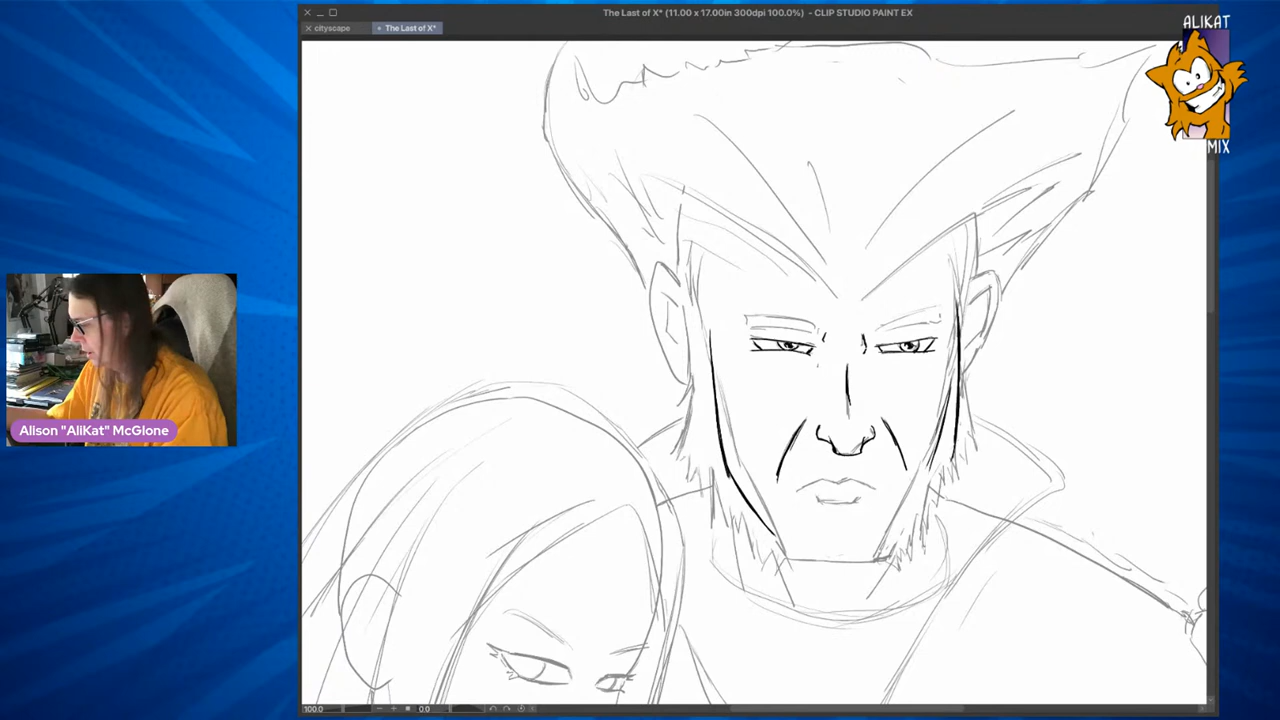 The Last of X* (11.00 x 17.00in 300dpi 100.0%) - CLIP STUDIO PAINT EX
cityscape
The Last of X*
ALIKAT
MIX
Alison "AliKat" McGlone
100.0
0.0